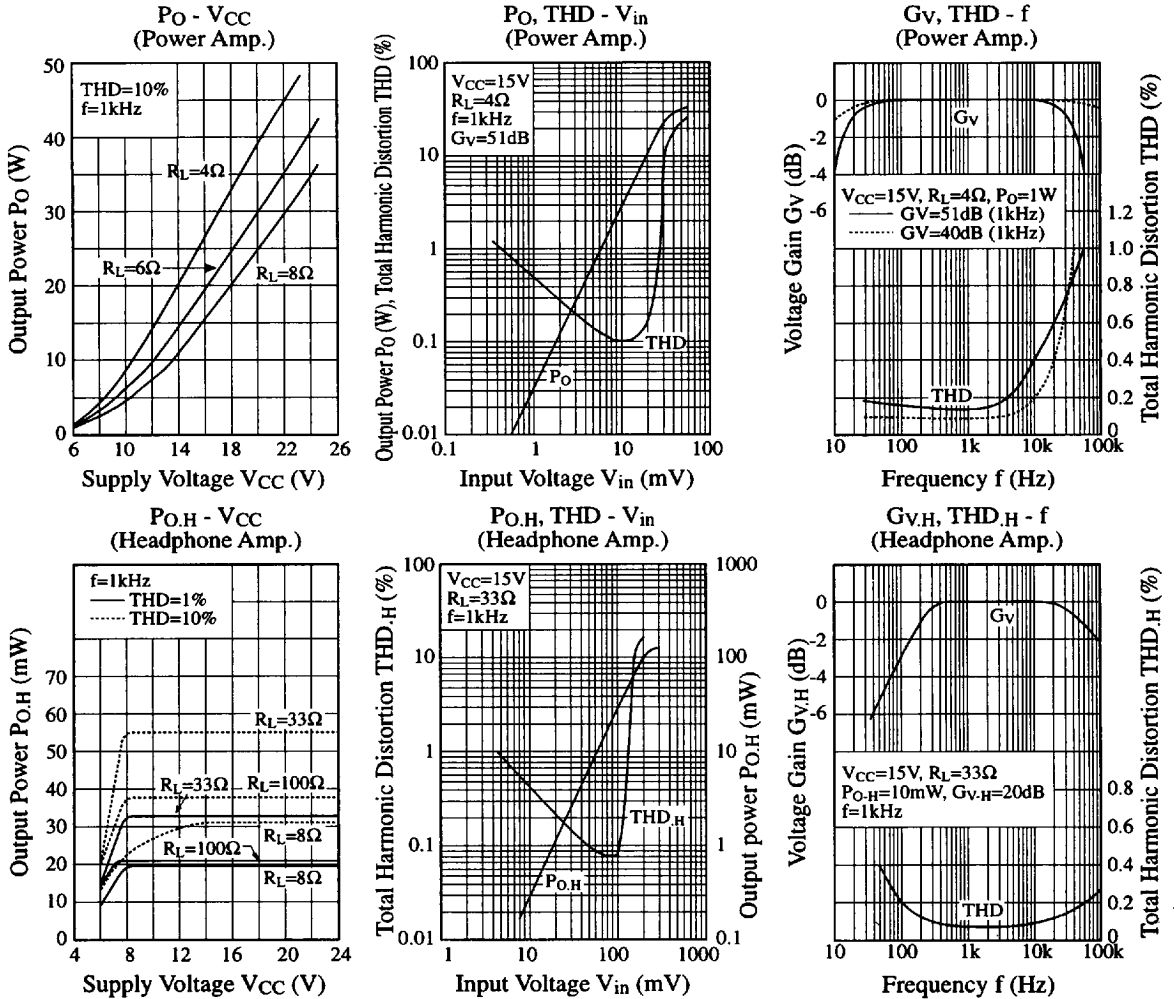 PO - VCC
(Power Amp.)
Output Power PO (W)
50
40
30
20
10
0
THD=10%
f=1kHz
RL=4Ω
RL=6Ω
RL=8Ω
6 10 14 18 22 26
Supply Voltage VCC (V)
PO, THD - Vin
(Power Amp.)
Output Power PO (W), Total Harmonic Distortion THD (%)
100
10
1
0.1
0.01
VCC=15V
RL=4Ω
f=1kHz
GV=51dB
THD
PO
0.1 1 10 100
Input Voltage Vin (mV)
GV, THD - f
(Power Amp.)
Voltage Gain GV (dB)
0
-2
-4
-6
GV
VCC=15V, RL=4Ω, PO=1W
GV=51dB (1kHz)
GV=40dB (1kHz)
THD
1.2
1.0
0.8
0.6
0.4
0.2
0
Total Harmonic Distortion THD (%)
10 100 1k 10k 100k
Frequency f (Hz)
PO.H - VCC
(Headphone Amp.)
Output Power PO.H (mW)
70
60
50
40
30
20
10
0
f=1kHz
THD=1%
THD=10%
RL=33Ω
RL=33Ω
RL=100Ω
RL=8Ω
RL=100Ω
RL=8Ω
4 8 12 16 20 24
Supply Voltage VCC (V)
PO.H, THD - Vin
(Headphone Amp.)
Total Harmonic Distortion THD.H (%)
100
10
1
0.1
0.01
VCC=15V
RL=33Ω
f=1kHz
THD.H
PO.H
1000
100
10
1
0.1
Output power PO.H (mW)
1 10 100 1000
Input Voltage Vin (mV)
GV.H, THD.H - f
(Headphone Amp.)
Voltage Gain GV.H (dB)
0
-2
-4
-6
GV
VCC=15V, RL=33Ω
PO-H=10mW, GV-H=20dB
f=1kHz
THD
0.8
0.6
0.4
0.2
0
Total Harmonic Distortion THD.H (%)
10 100 1k 10k 100k
Frequency f (Hz)